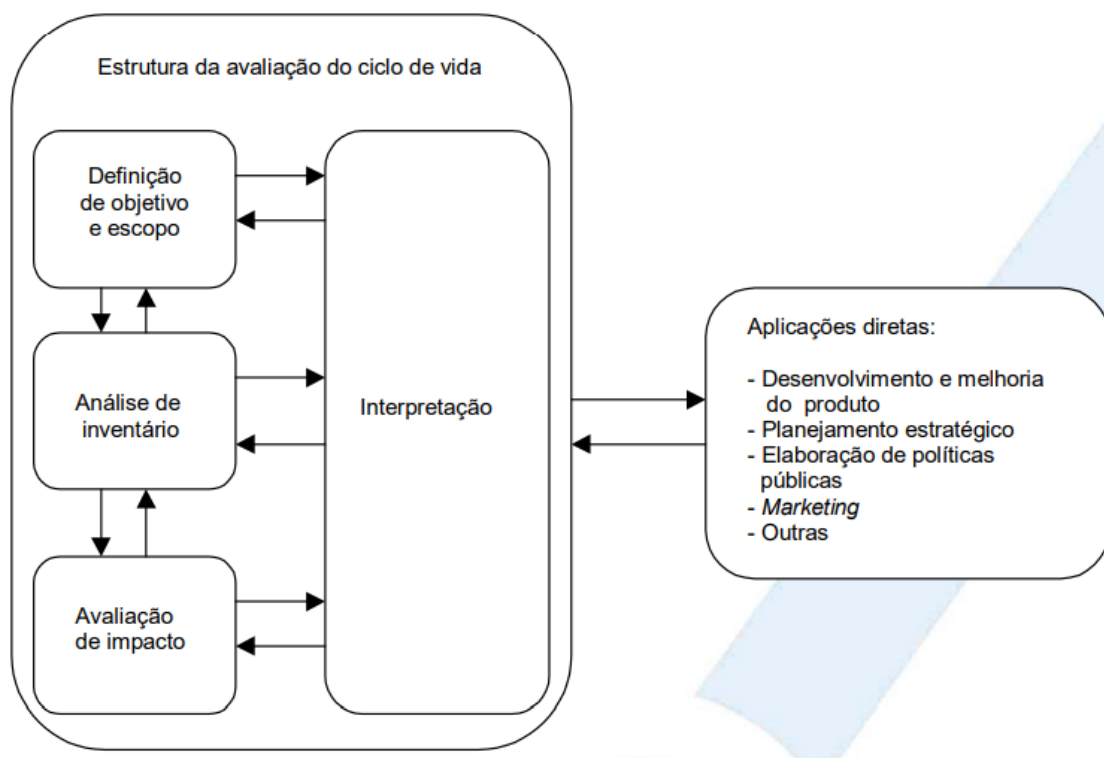 Estrutura da avaliação do ciclo de vida
Definição
de objetivo
e escopo
Análise de
inventário
Avaliação
de impacto
Interpretação
Aplicações diretas:
- Desenvolvimento e melhoria
do produto
- Planejamento estratégico
- Elaboração de políticas
públicas
- Marketing
- Outras